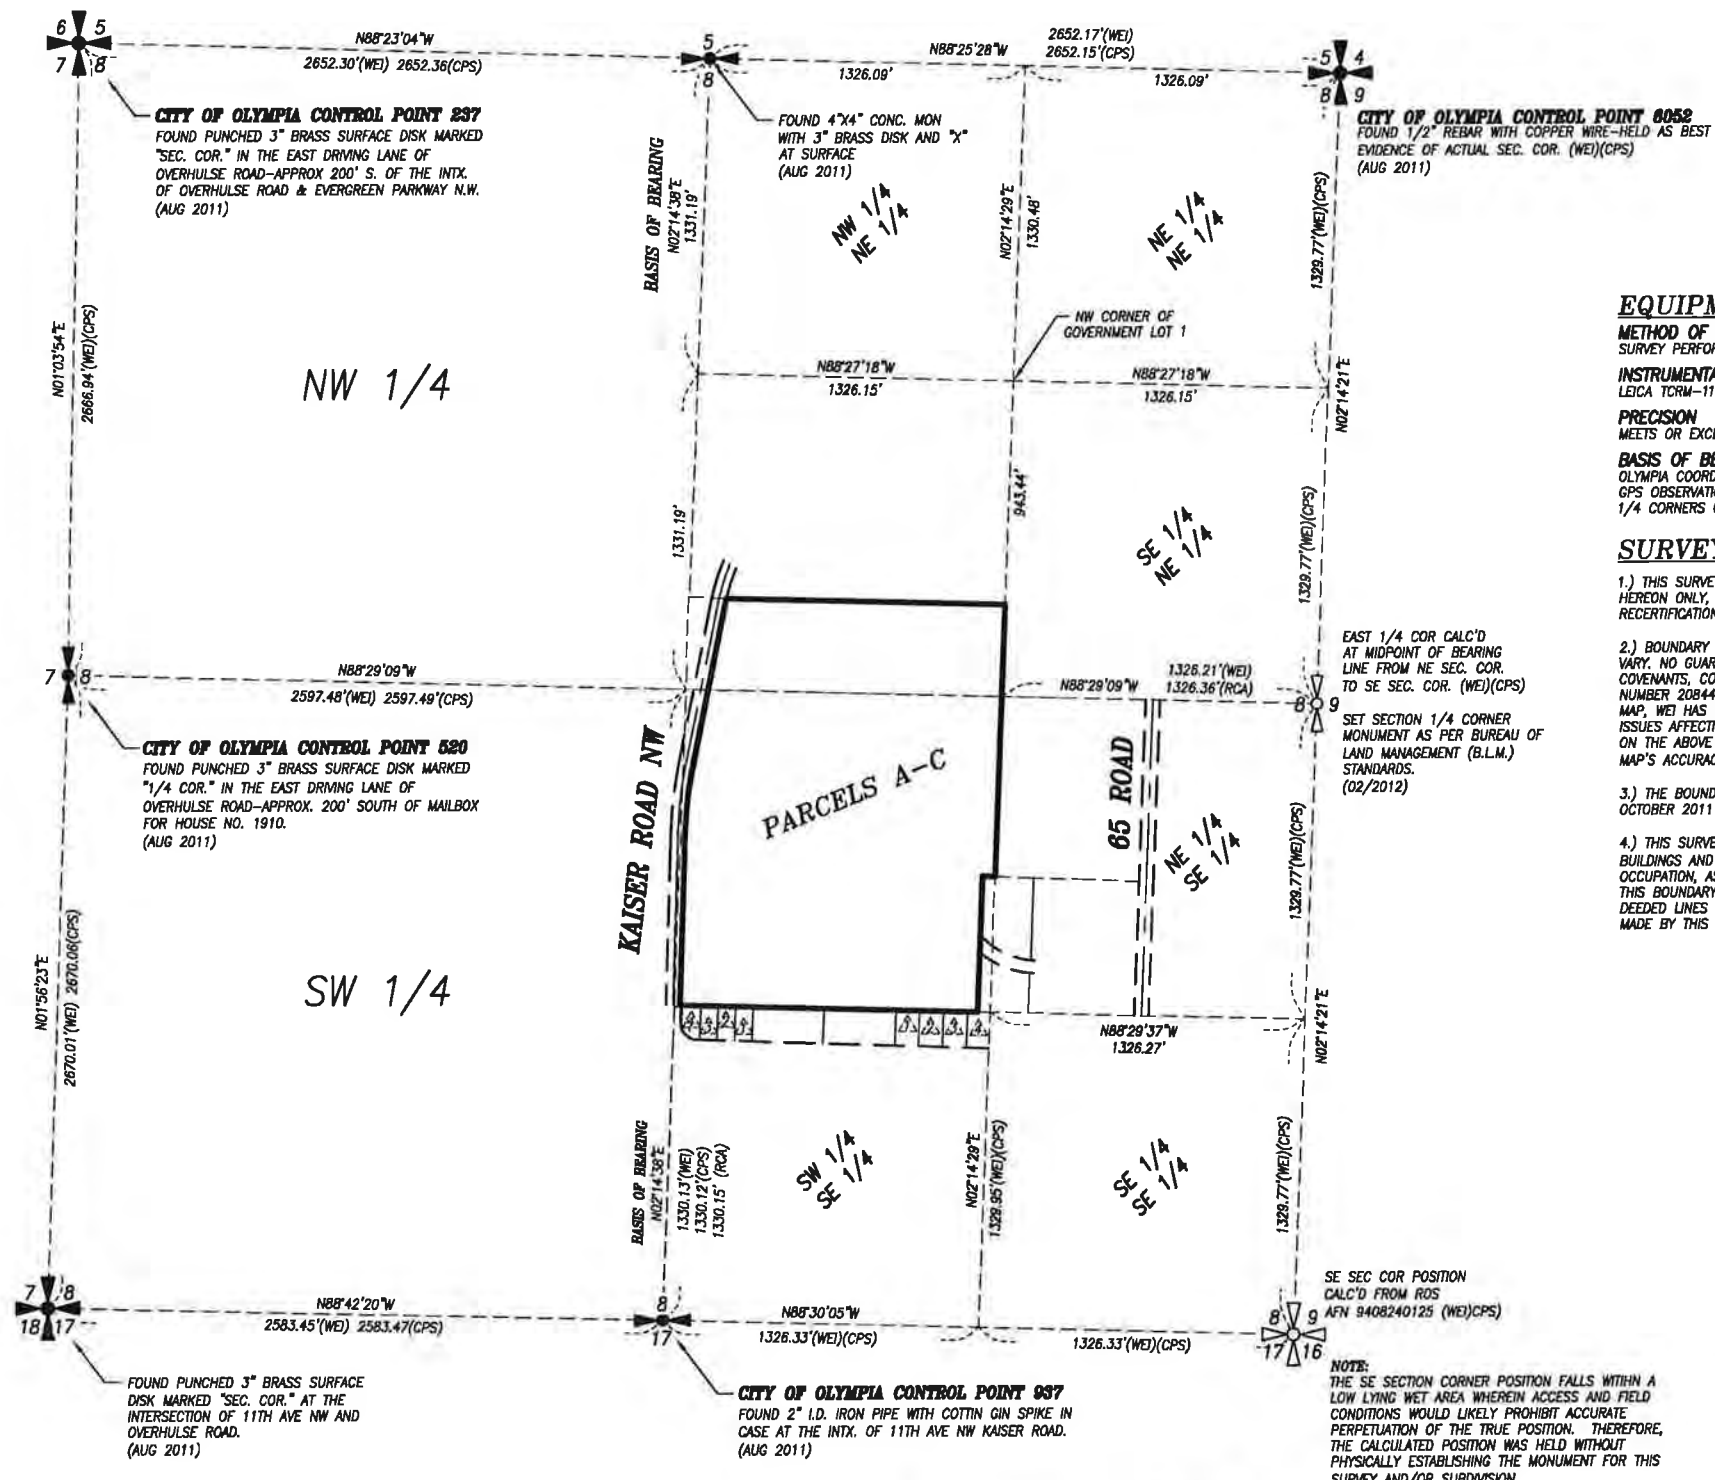 6 5
7 8
N88°23'04"W
2652.30'(WEI) 2652.36(CPS)
5
8
N88°25'28"W
2652.17'(WEI)
2652.15'(CPS)
1326.09'
1326.09'
5 4
8 9
CITY OF OLYMPIA CONTROL POINT 237
FOUND PUNCHED 3" BRASS SURFACE DISK MARKED
"SEC. COR." IN THE EAST DRIVING LANE OF
OVERHULSE ROAD-APPROX 200' S. OF THE INTX.
OF OVERHULSE ROAD & EVERGREEN PARKWAY N.W.
(AUG 2011)
FOUND 4"X4" CONC. MON
WITH 3" BRASS DISK AND "X"
AT SURFACE
(AUG 2011)
CITY OF OLYMPIA CONTROL POINT 6052
FOUND 1/2" REBAR WITH COPPER WIRE-HELD AS BEST
EVIDENCE OF ACTUAL SEC. COR. (WEI)(CPS)
(AUG 2011)
BASIS OF BEARING
N02°14'38"E
1331.19'
NW 1/4
NE 1/4
N02°14'29"E
1330.48'
NE 1/4
NE 1/4
1329.77'(WEI)(CPS)
NW CORNER OF
GOVERNMENT LOT 1
N01°03'54"E
2666.94'(WEI)(CPS)
NW 1/4
N88°27'18"W
1326.15'
N88°27'18"W
1326.15'
N02°14'21"E
EQUIPM
METHOD OF
SURVEY PERFOR
INSTRUMENTA
LEICA TCRM-11
PRECISION
MEETS OR EXCE
BASIS OF BE
OLYMPIA COORD
GPS OBSERVATI
1/4 CORNERS
1331.19'
943.44'
SE 1/4
NE 1/4
1329.77'(WEI)(CPS)
SURVEY
1.) THIS SURVE
HEREON ONLY,
RECERTIFICATION
2.) BOUNDARY
VARY. NO GUAR
COVENANTS, CO
NUMBER 20844
MAP, WEI HAS
ISSUES AFFECTI
ON THE ABOVE
MAP'S ACCURAC
3.) THE BOUND
OCTOBER 2011
4.) THIS SURVE
BUILDINGS AND
OCCUPATION, AS
THIS BOUNDARY
DEEDED LINES
MADE BY THIS
7 8
N88°29'09"W
2597.48'(WEI) 2597.49'(CPS)
N88°29'09"W
1326.21'(WEI)
1326.36'(RCA)
8 9
EAST 1/4 COR CALC'D
AT MIDPOINT OF BEARING
LINE FROM NE SEC. COR.
TO SE SEC. COR. (WEI)(CPS)
SET SECTION 1/4 CORNER
MONUMENT AS PER BUREAU OF
LAND MANAGEMENT (B.L.M.)
STANDARDS.
(02/2012)
CITY OF OLYMPIA CONTROL POINT 520
FOUND PUNCHED 3" BRASS SURFACE DISK MARKED
"1/4 COR." IN THE EAST DRIVING LANE OF
OVERHULSE ROAD-APPROX. 200' SOUTH OF MAILBOX
FOR HOUSE NO. 1910.
(AUG 2011)
KAISER ROAD NW
PARCELS A-C
65 ROAD
NE 1/4
SE 1/4
1329.77'(WEI)(CPS)
N01°56'23"E
2670.01'(WEI) 2670.06(CPS)
SW 1/4
4 3 2 1
1 2 3 4
N88°29'37"W
1326.27'
N02°14'21"E
BASIS OF BEARING
N02°14'38"E
1330.13'(WEI)
1330.12'(CPS)
1330.15' (RCA)
SW 1/4
SE 1/4
N02°14'29"E
1329.95'(WEI)(CPS)
SE 1/4
SE 1/4
1329.77'(WEI)(CPS)
7 8
18 17
N88°42'20"W
2583.45'(WEI) 2583.47(CPS)
8
17
N88°30'05"W
1326.33'(WEI)(CPS)
1326.33'(WEI)(CPS)
8 9
17 16
SE SEC COR POSITION
CALC'D FROM ROS
AFN 9408240125 (WEI)CPS)
FOUND PUNCHED 3" BRASS SURFACE
DISK MARKED "SEC. COR." AT THE
INTERSECTION OF 11TH AVE NW AND
OVERHULSE ROAD.
(AUG 2011)
CITY OF OLYMPIA CONTROL POINT 937
FOUND 2" I.D. IRON PIPE WITH COTTIN GIN SPIKE IN
CASE AT THE INTX. OF 11TH AVE NW KAISER ROAD.
(AUG 2011)
NOTE:
THE SE SECTION CORNER POSITION FALLS WITIHN A
LOW LYING WET AREA WHEREIN ACCESS AND FIELD
CONDITIONS WOULD LIKELY PROHIBIT ACCURATE
PERPETUATION OF THE TRUE POSITION. THEREFORE,
THE CALCULATED POSITION WAS HELD WITHOUT
PHYSICALLY ESTABLISHING THE MONUMENT FOR THIS
SURVEY AND/OR SUBDIVISION